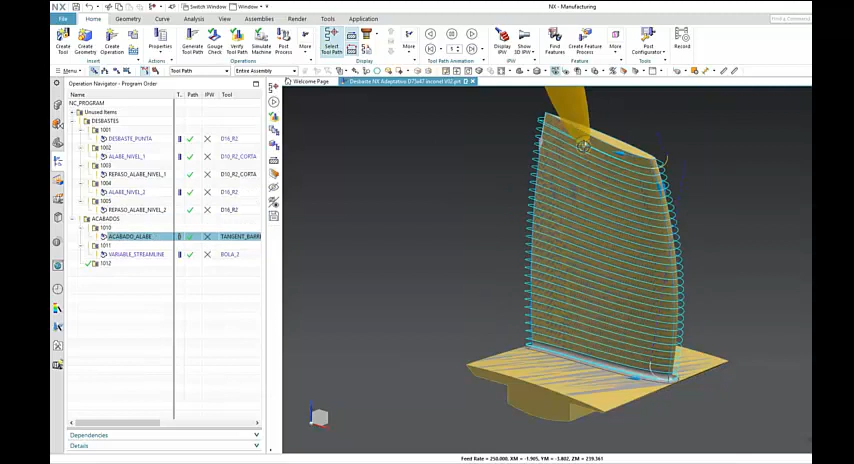 NX
Switch Window
Window
NX - Manufacturing
File
Home
Geometry
Curve
Analysis
View
Assemblies
Render
Tools
Application
Find a Command
Create Tool
Create Geometry
Create Operation
Properties
Generate Tool Path
Gouge Check
Verify Tool Path
Simulate Machine
Post Process
More
Select Tool Path
More
1
Display IPW
Show 3D IPW
Find Features
Create Feature Process
More
Post Configurator
Record
Insert
Actions
Operations
Display
Tool Path Animation
IPW
Feature
Menu
Tool Path
Entire Assembly
Operation Navigator - Program Order
Welcome Page
Name
T..
Path
IPW
Tool
NC_PROGRAM
Unused Items
DESBASTES
1001
DESBASTE_PUNTA D16_R2
1002
ALABE_NIVEL_1 D10_R2_CORTA
1003
REPASO_ALABE_NIVEL_1 D10_R2_CORTA
1004
ALABE_NIVEL_2 D16_R2
1005
REPASO_ALABE_NIVEL_2 D16_R2
ACABADOS
1010
ACABADO_ALABE TANGENT_BARRI
1011
VARIABLE_STREAMLINE BOLA_2
1012
Dependencies
Details
Feed Rate = 250.000, XM = -1.905, YM = -3.802, ZM = 239.361